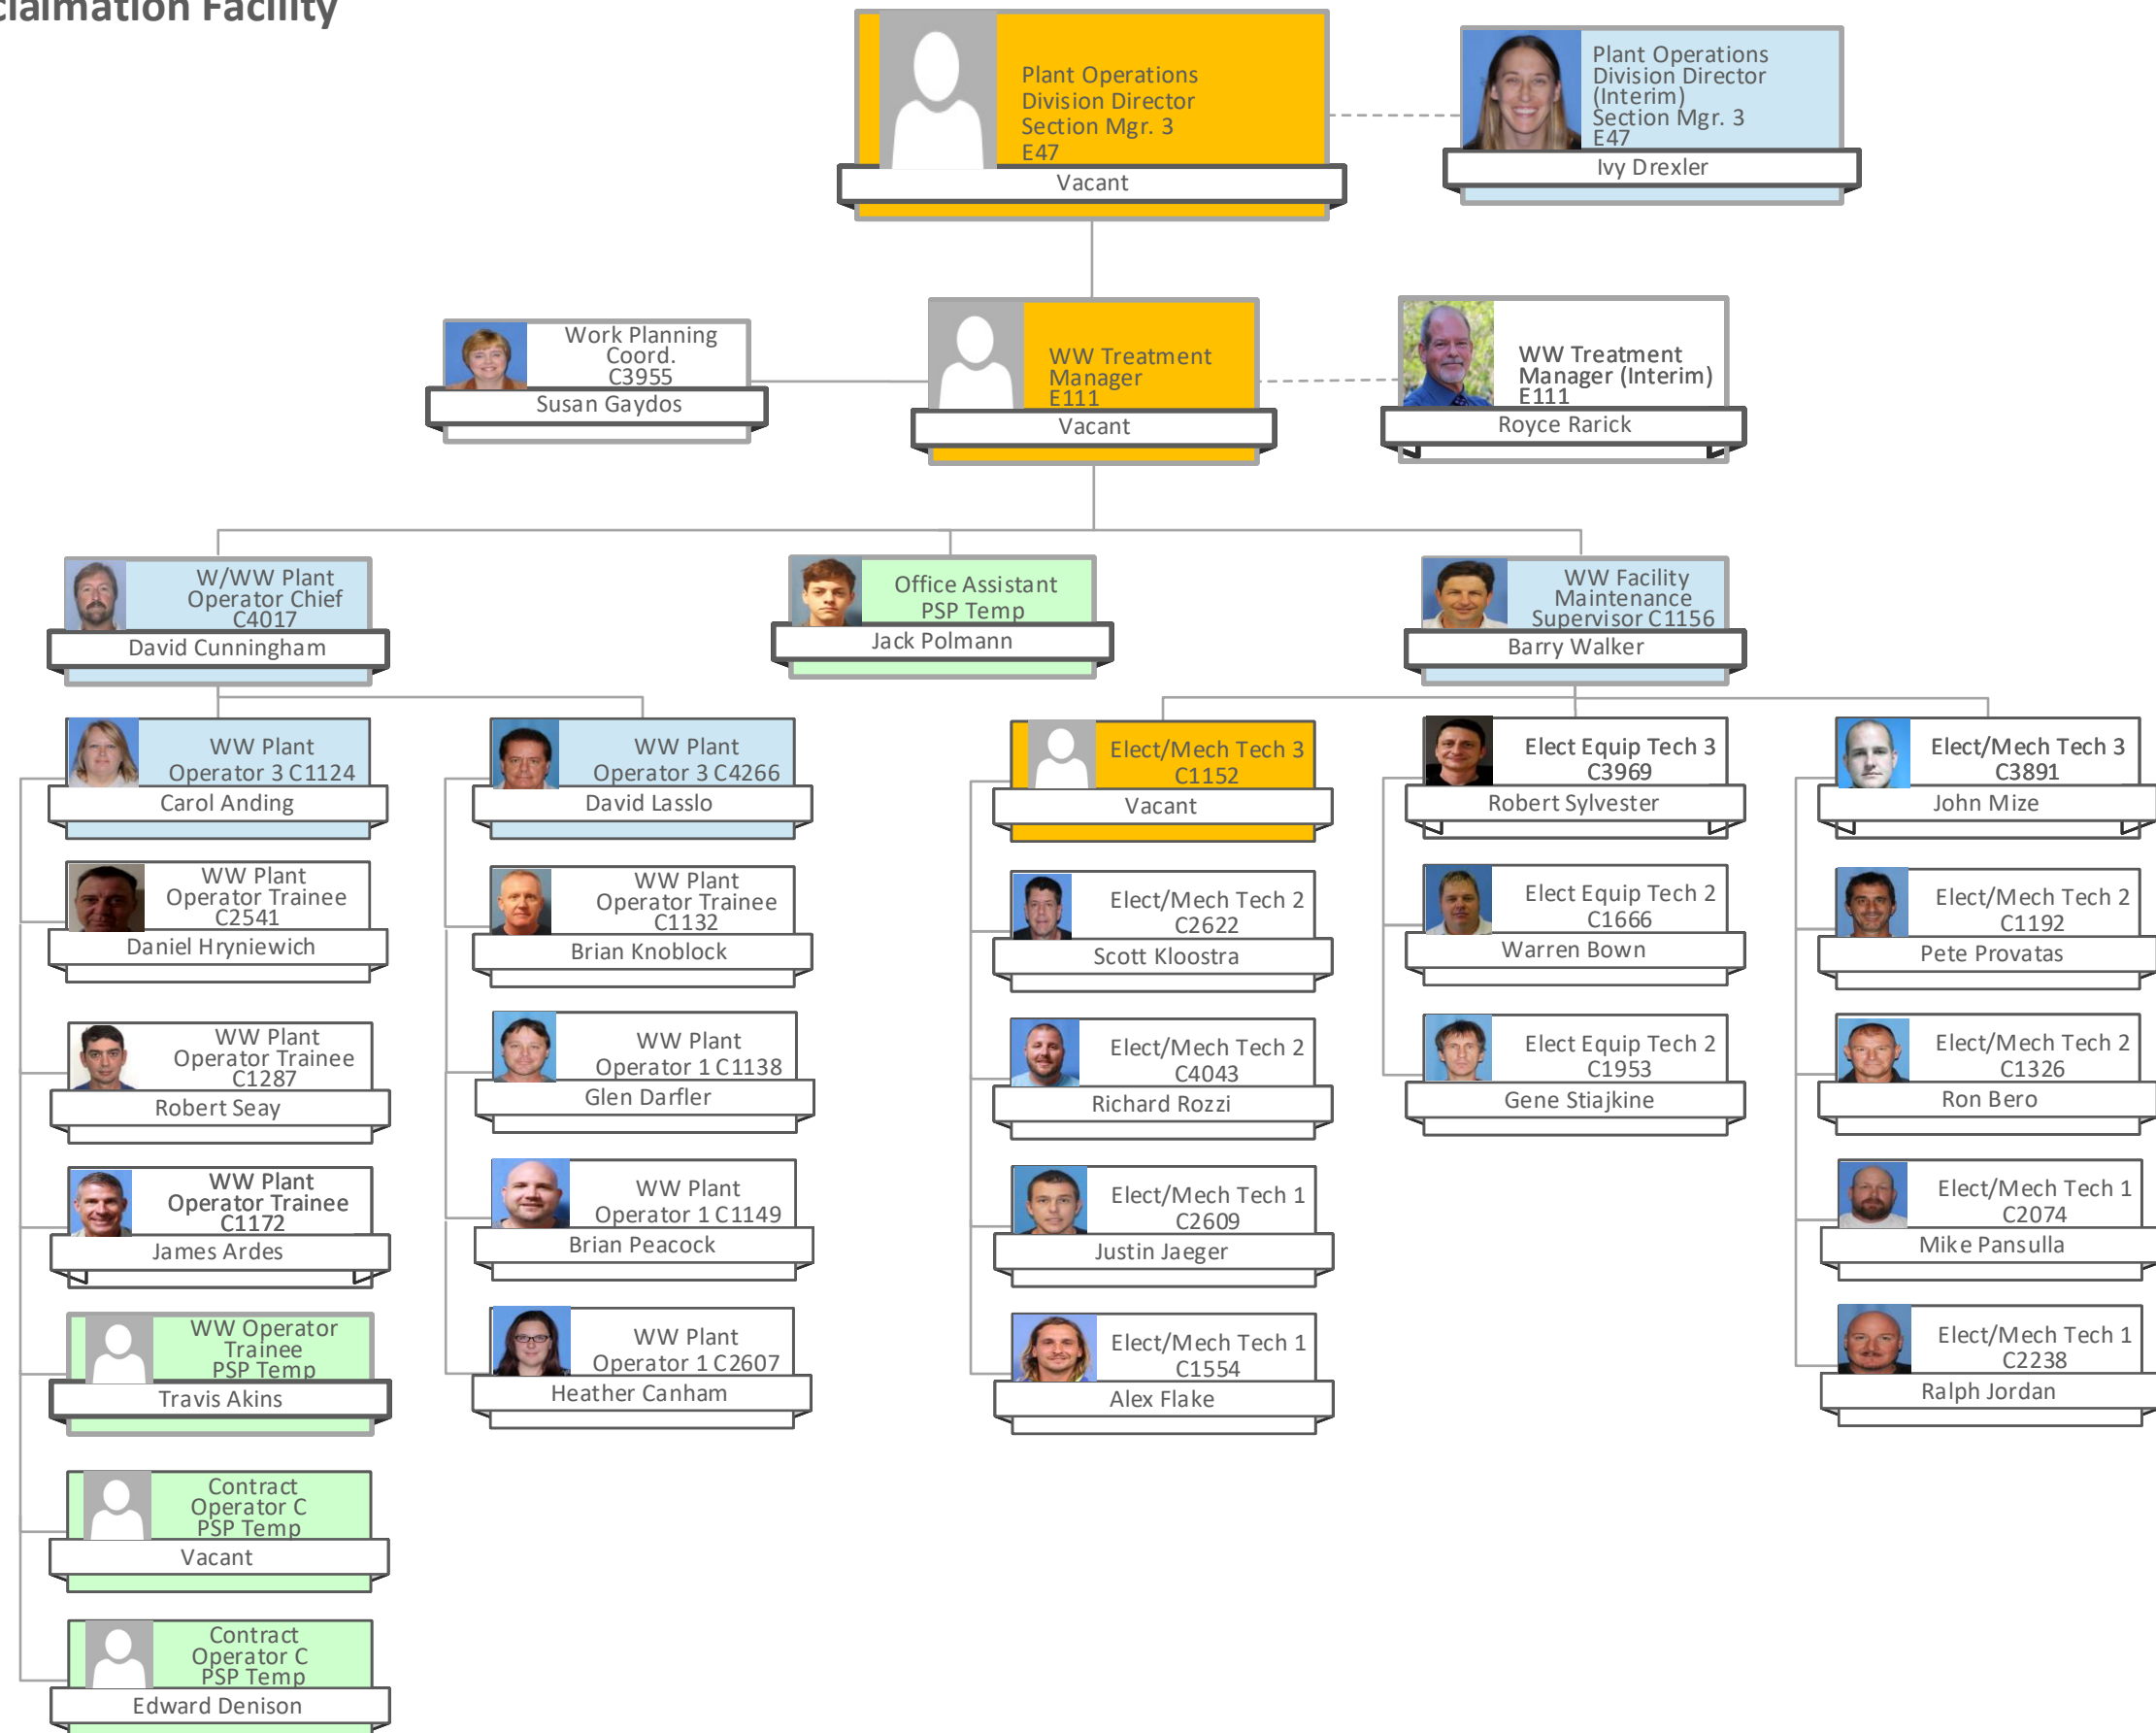 claimation Facility
Plant Operations
Division Director
Section Mgr. 3
E47
Vacant
Plant Operations
Division Director
(Interim)
Section Mgr. 3
E47
Ivy Drexler
Work Planning
Coord.
C3955
Susan Gaydos
WW Treatment
Manager
E111
Vacant
WW Treatment
Manager (Interim)
E111
Royce Rarick
W/WW Plant
Operator Chief
C4017
David Cunningham
Office Assistant
PSP Temp
Jack Polmann
WW Facility
Maintenance
Supervisor C1156
Barry Walker
WW Plant
Operator 3 C1124
Carol Anding
WW Plant
Operator Trainee
C2541
Daniel Hryniewich
WW Plant
Operator Trainee
C1287
Robert Seay
WW Plant
Operator Trainee
C1172
James Ardes
WW Operator
Trainee
PSP Temp
Travis Akins
Contract
Operator C
PSP Temp
Vacant
Contract
Operator C
PSP Temp
Edward Denison
WW Plant
Operator 3 C4266
David Lasslo
WW Plant
Operator Trainee
C1132
Brian Knoblock
WW Plant
Operator 1 C1138
Glen Darfler
WW Plant
Operator 1 C1149
Brian Peacock
WW Plant
Operator 1 C2607
Heather Canham
Elect/Mech Tech 3
C1152
Vacant
Elect/Mech Tech 2
C2622
Scott Kloostra
Elect/Mech Tech 2
C4043
Richard Rozzi
Elect/Mech Tech 1
C2609
Justin Jaeger
Elect/Mech Tech 1
C1554
Alex Flake
Elect Equip Tech 3
C3969
Robert Sylvester
Elect Equip Tech 2
C1666
Warren Bown
Elect Equip Tech 2
C1953
Gene Stiajkine
Elect/Mech Tech 3
C3891
John Mize
Elect/Mech Tech 2
C1192
Pete Provatas
Elect/Mech Tech 2
C1326
Ron Bero
Elect/Mech Tech 1
C2074
Mike Pansulla
Elect/Mech Tech 1
C2238
Ralph Jordan